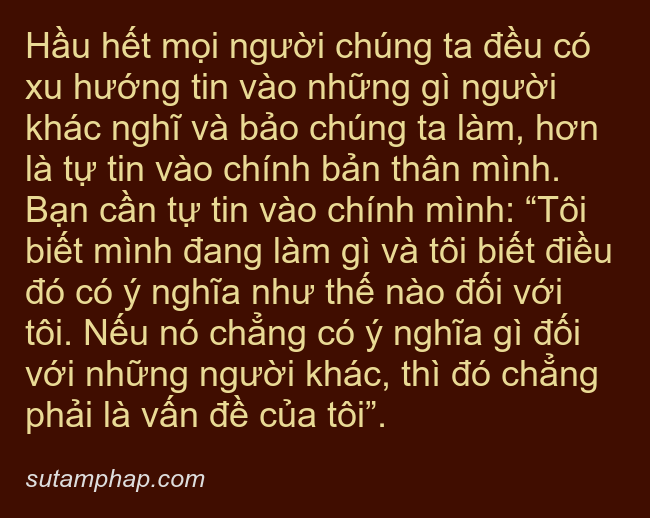 Hầu hết mọi người chúng ta đều có
xu hướng tin vào những gì người
khác nghĩ và bảo chúng ta làm, hơn
là tự tin vào chính bản thân mình.
Bạn cần tự tin vào chính mình: “Tôi
biết mình đang làm gì và tôi biết điều
đó có ý nghĩa như thế nào đối với
tôi. Nếu nó chẳng có ý nghĩa gì đối
với những người khác, thì đó chẳng
phải là vấn đề của tôi”.
sutamphap.com